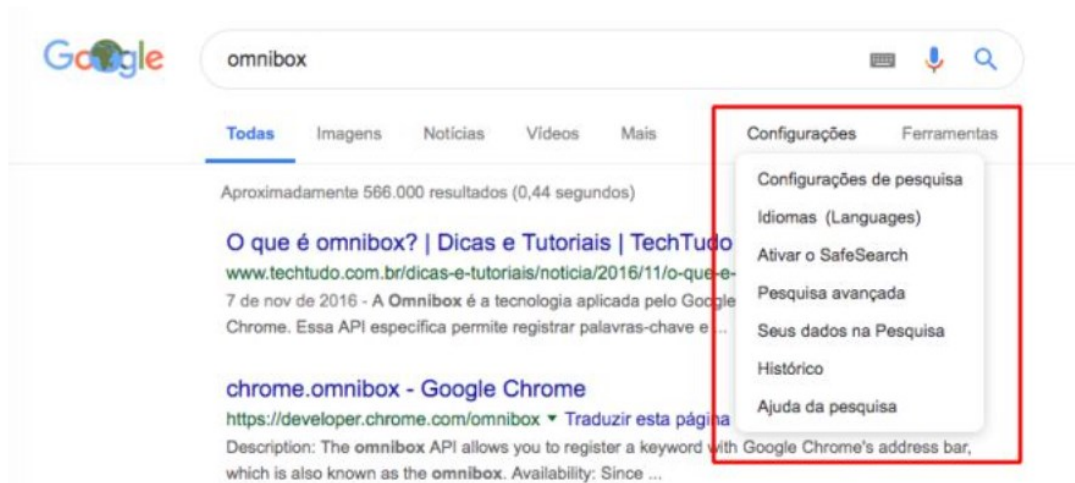 Google
omnibox
Todas Imagens Notícias Vídeos Mais Configurações Ferramentas
Aproximadamente 566.000 resultados (0,44 segundos)
Configurações de pesquisa
Idiomas (Languages)
Ativar o SafeSearch
Pesquisa avançada
Seus dados na Pesquisa
Histórico
Ajuda da pesquisa
O que é omnibox? | Dicas e Tutoriais | TechTudo
www.techtudo.com.br/dicas-e-tutoriais/noticia/2016/11/o-que-e-
7 de nov de 2016 - A Omnibox é a tecnologia aplicada pelo Google
Chrome. Essa API específica permite registrar palavras-chave e ...
chrome.omnibox - Google Chrome
https://developer.chrome.com/omnibox ▼ Traduzir esta página
Description: The omnibox API allows you to register a keyword with Google Chrome's address bar,
which is also known as the omnibox. Availability: Since ...